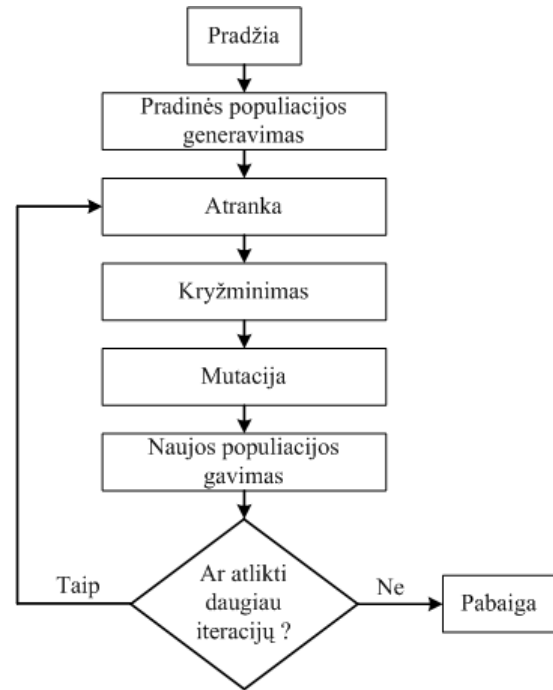 Pradžia
Pradinės populiacijos
generavimas
Atranka
Kryžminimas
Mutacija
Naujos populiacijos
gavimas
Taip
Ar atlikti
daugiau
iteracijų ?
Ne
Pabaiga